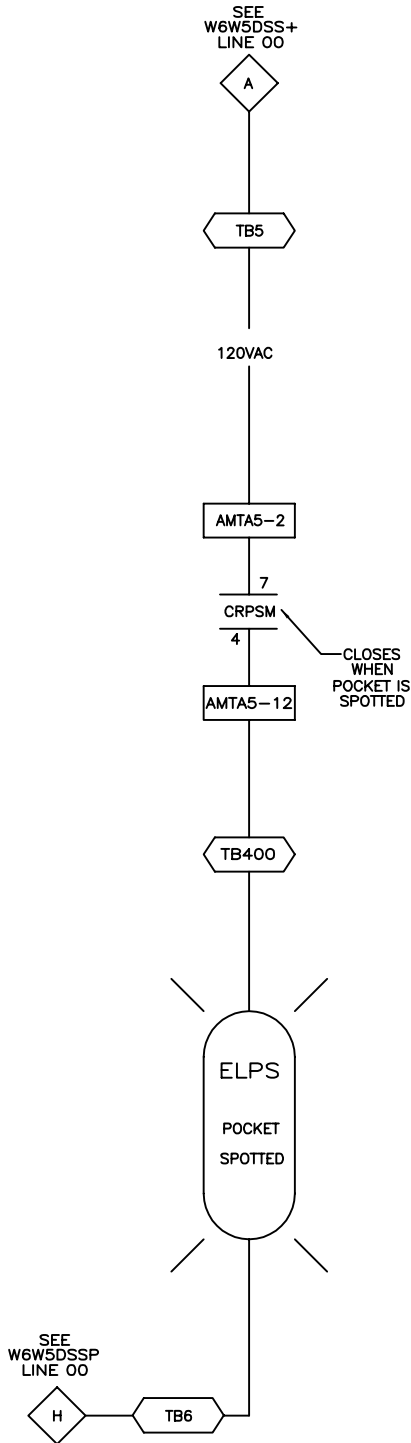 SEE
W6W5DSS+
LINE 00
A
TB5
120VAC
AMTA5-2
7
CRPSM
4
CLOSES
WHEN
POCKET IS
SPOTTED
AMTA5-12
TB400
ELPS
POCKET
SPOTTED
SEE
W6W5DSSP
LINE 00
H
TB6